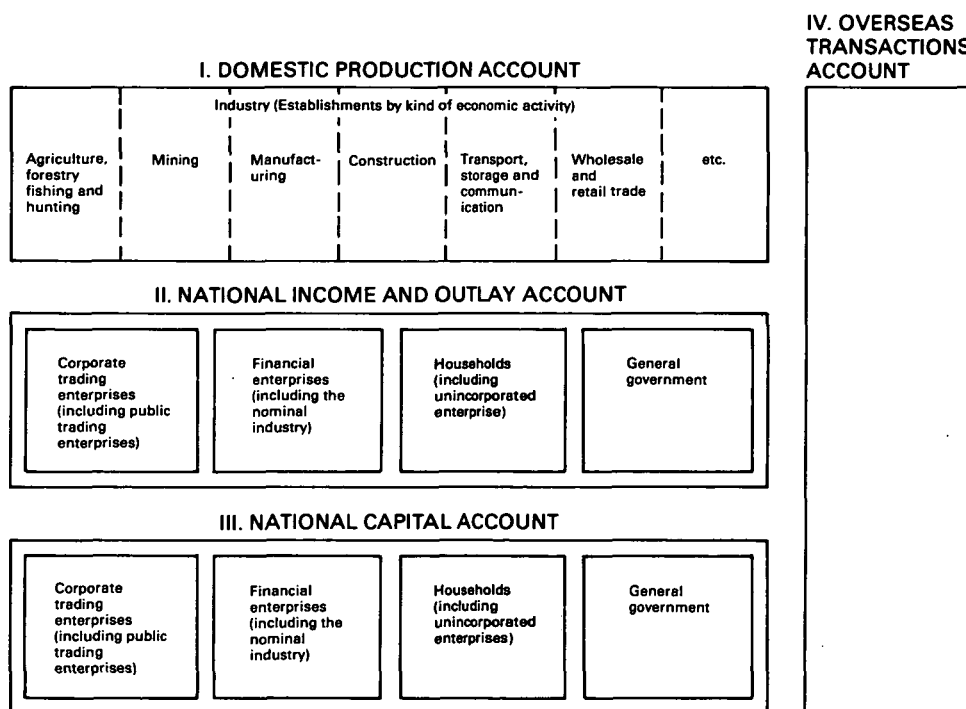 IV. OVERSEAS
TRANSACTIONS
ACCOUNT
I. DOMESTIC PRODUCTION ACCOUNT
Industry (Establishments by kind of economic activity)
Agriculture,
forestry
fishing and
hunting
Mining
Manufact-
uring
Construction
Transport,
storage and
commun-
ication
Wholesale
and
retail trade
etc.
II. NATIONAL INCOME AND OUTLAY ACCOUNT
Corporate
trading
enterprises
(including public
trading
enterprises)
Financial
enterprises
(including the
nominal
industry)
Households
(including
unincorporated
enterprise)
General
government
III. NATIONAL CAPITAL ACCOUNT
Corporate
trading
enterprises
(including public
trading
enterprises)
Financial
enterprises
(including the
nominal
industry)
Households
(including
unincorporated
enterprises)
General
government